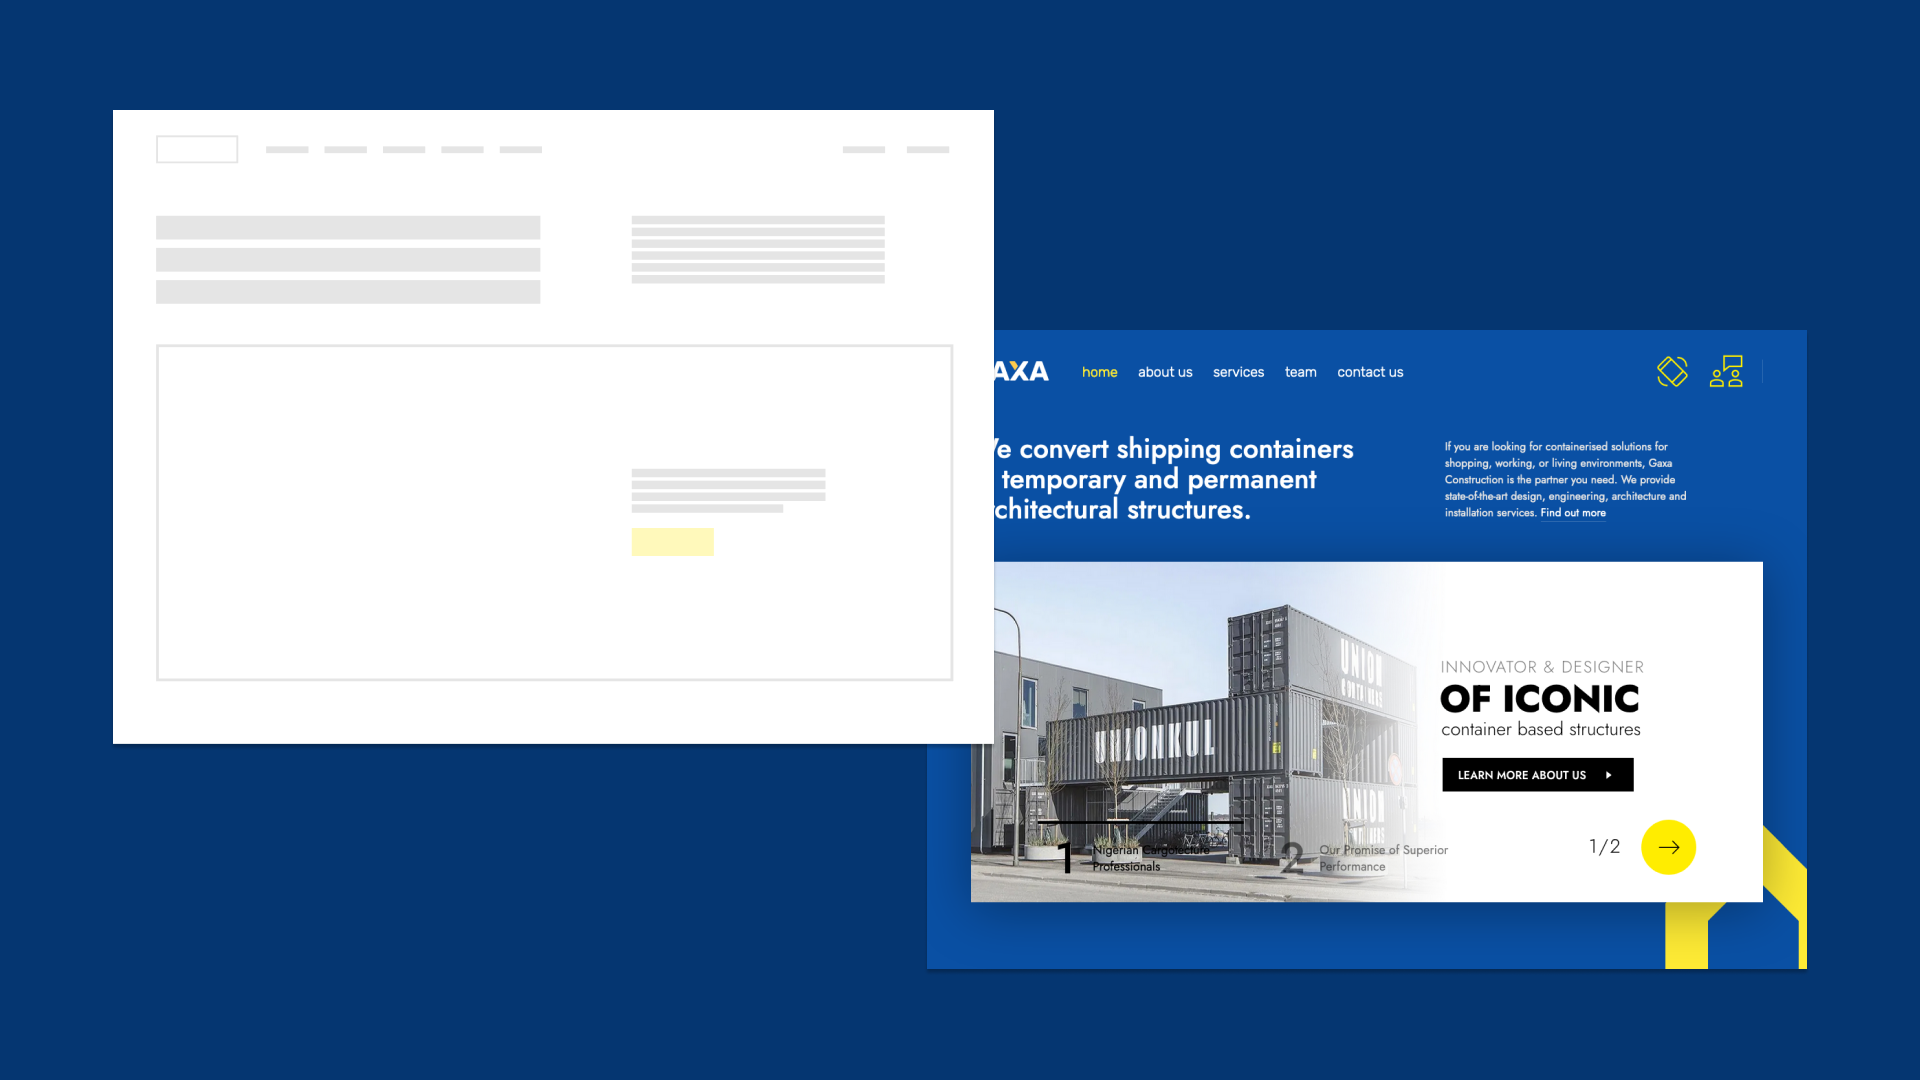 AXA
home
about us
services
team
contact us
e convert shipping containers
temporary and permanent
chitectural structures.
If you are looking for containerised solutions for
shopping, working, or living environments, Gaxa
Construction is the partner you need. We provide
state-of-the-art design, engineering, architecture and
installation services. Find out more
UNION
CONTAINERS
UNIONKUL
INNOVATOR & DESIGNER
OF ICONIC
container based structures
LEARN MORE ABOUT US
UNION
1 Nigerian Cargotecture
Professionals
2 Our Promise of Superior
Performance
1/2